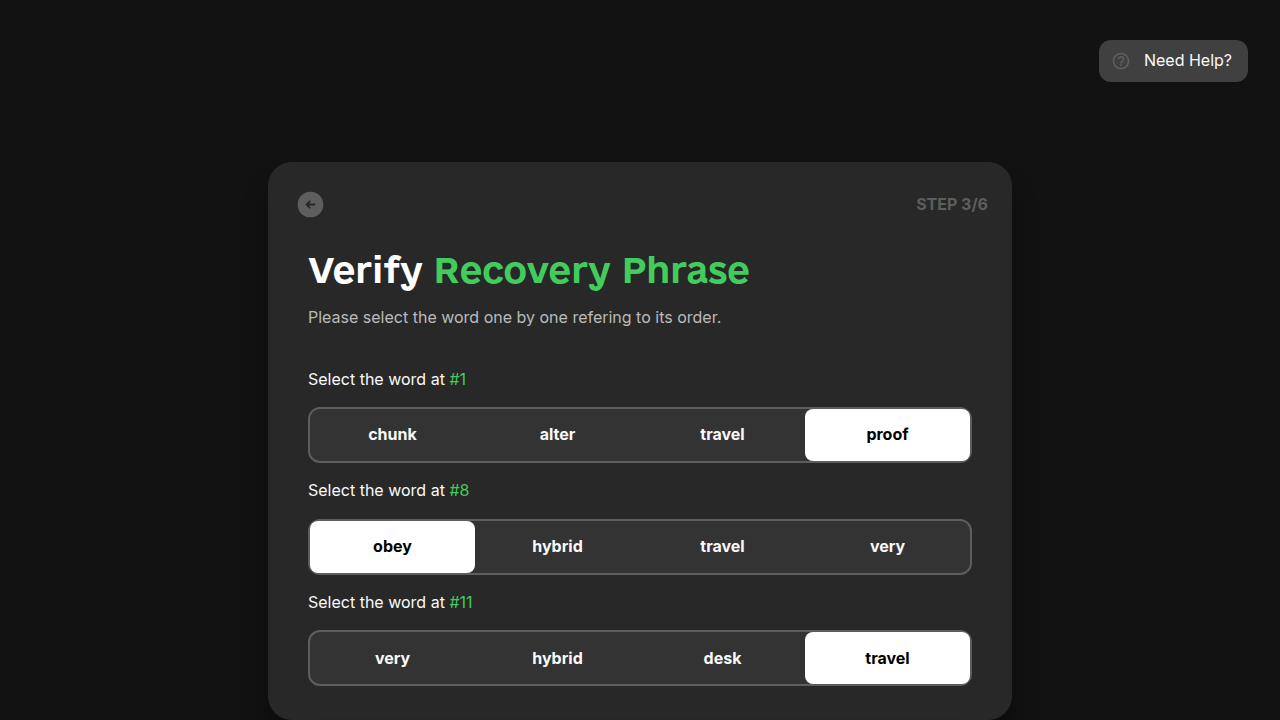 Need Help?
STEP 3/6
Verify Recovery Phrase
Please select the word one by one refering to its order.
Select the word at #1
chunk alter travel proof
Select the word at #8
obey hybrid travel very
Select the word at #11
very hybrid desk travel